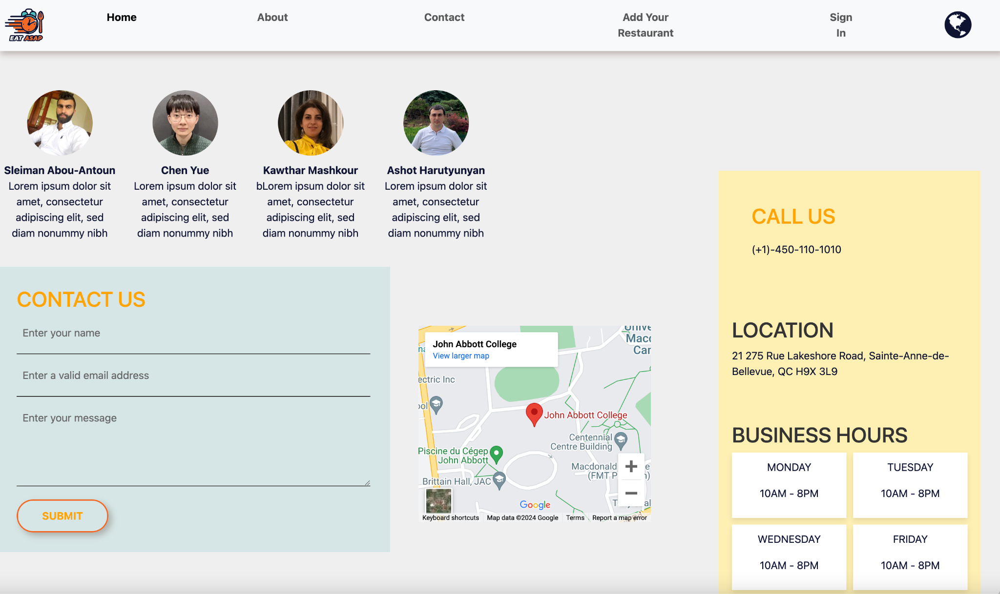 EAT ASAP
Home
About
Contact
Add Your
Restaurant
Sign
In
Sleiman Abou-Antoun
Lorem ipsum dolor sit
amet, consectetur
adipiscing elit, sed
diam nonummy nibh
Chen Yue
Lorem ipsum dolor sit
amet, consectetur
adipiscing elit, sed
diam nonummy nibh
Kawthar Mashkour
bLorem ipsum dolor sit
amet, consectetur
adipiscing elit, sed
diam nonummy nibh
Ashot Harutyunyan
Lorem ipsum dolor sit
amet, consectetur
adipiscing elit, sed
diam nonummy nibh
CONTACT US
Enter your name
Enter a valid email address
Enter your message
SUBMIT
John Abbott College
View larger map
ectric Inc
John Abbott College
Centennial
Centre Building
Piscine du Cégep
John Abbott
Macdonald
(FMT P
Brittain Hall, JAC
Google
Keyboard shortcuts
Map data ©2024 Google
Terms
Report a map error
CALL US
(+1)-450-110-1010
LOCATION
21 275 Rue Lakeshore Road, Sainte-Anne-de-
Bellevue, QC H9X 3L9
BUSINESS HOURS
MONDAY
10AM - 8PM
TUESDAY
10AM - 8PM
WEDNESDAY
10AM - 8PM
FRIDAY
10AM - 8PM